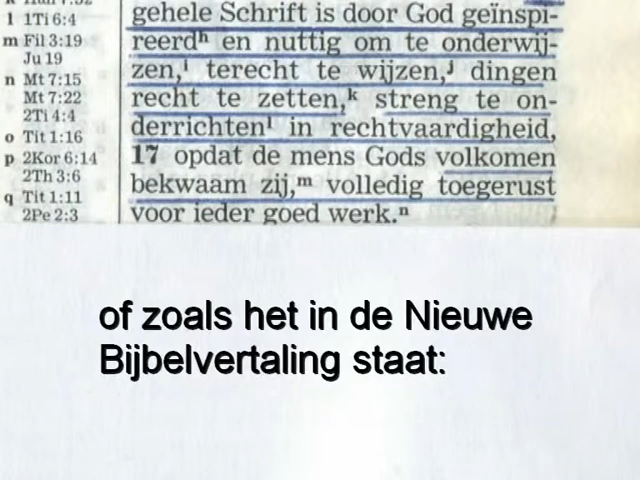 l 1Ti 6:4
m Fil 3:19
Ju 19
n Mt 7:15
Mt 7:22
2Ti 4:4
o Tit 1:16
p 2Kor 6:14
2Th 3:6
q Tit 1:11
2Pe 2:3
gehele Schrift is door God geïnspi-
reerdʰ en nuttig om te onderwij-
zen,ⁱ terecht te wijzen,ʲ dingen
recht te zetten,ᵏ streng te on-
derrichtenˡ in rechtvaardigheid,
17 opdat de mens Gods volkomen
bekwaam zij,ᵐ volledig toegerust
voor ieder goed werk.ⁿ
of zoals het in de Nieuwe
Bijbelvertaling staat: